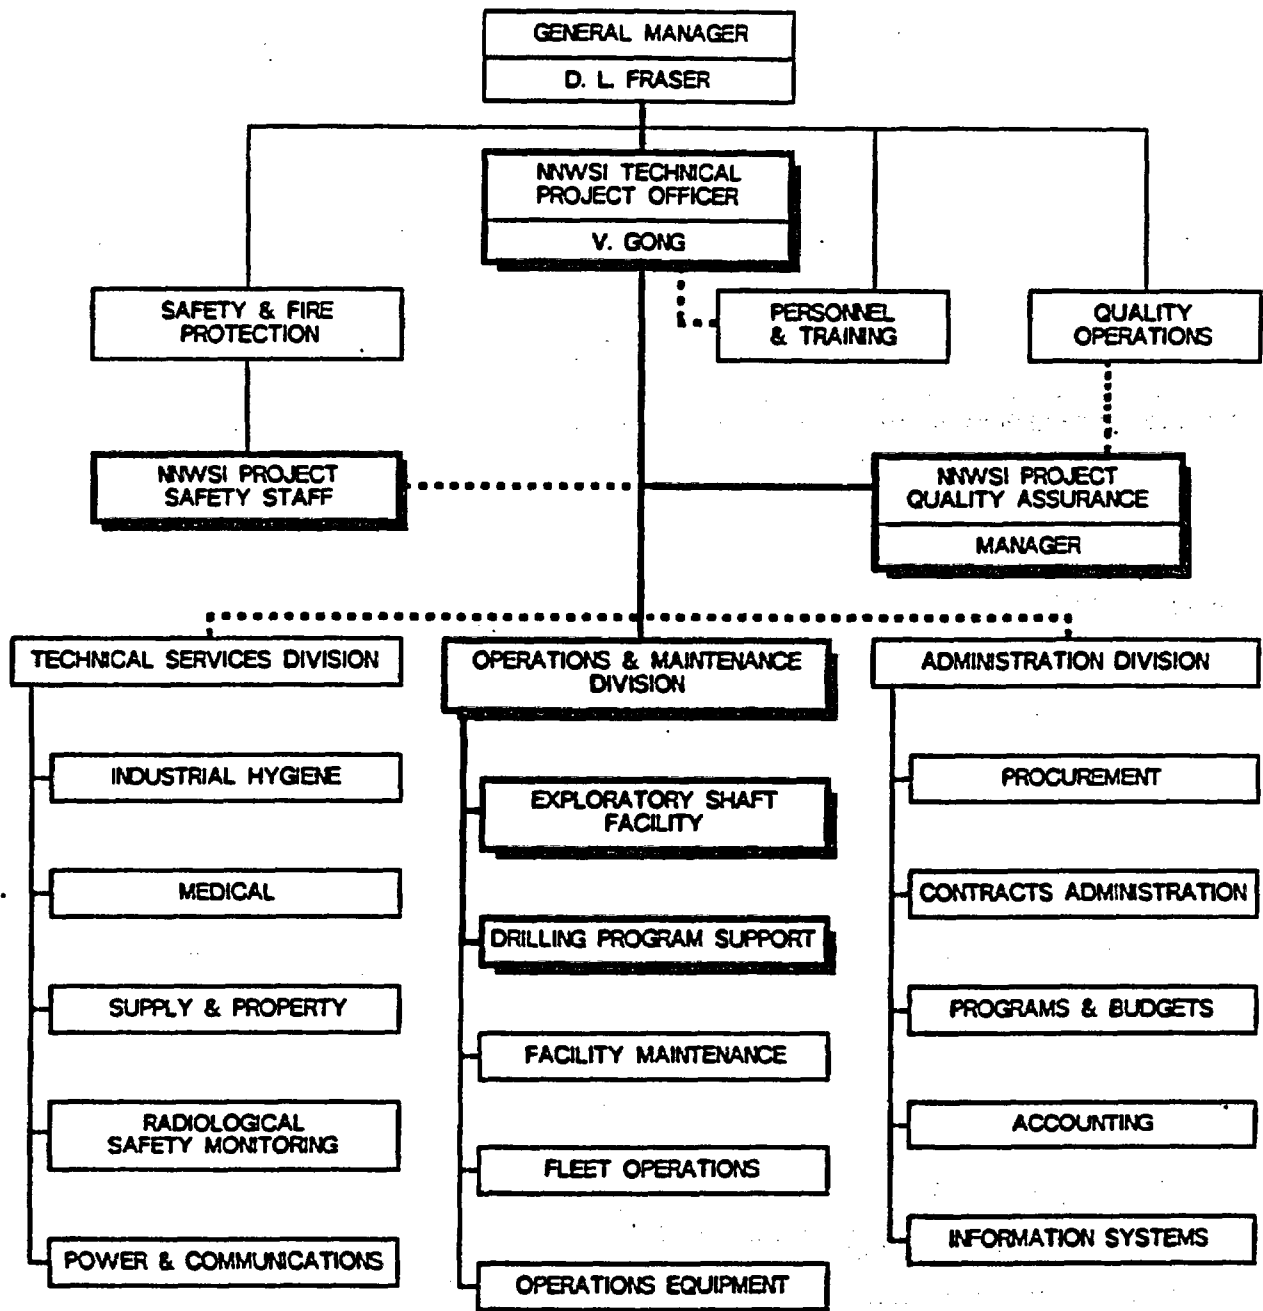 GENERAL MANAGER
D. L. FRASER
NNWSI TECHNICAL
PROJECT OFFICER
V. GONG
SAFETY & FIRE
PROTECTION
PERSONNEL
& TRAINING
QUALITY
OPERATIONS
NNWSI PROJECT
SAFETY STAFF
NNWSI PROJECT
QUALITY ASSURANCE
MANAGER
TECHNICAL SERVICES DIVISION
INDUSTRIAL HYGIENE
MEDICAL
SUPPLY & PROPERTY
RADIOLOGICAL
SAFETY MONITORING
POWER & COMMUNICATIONS
OPERATIONS & MAINTENANCE
DIVISION
EXPLORATORY SHAFT
FACILITY
DRILLING PROGRAM SUPPORT
FACILITY MAINTENANCE
FLEET OPERATIONS
OPERATIONS EQUIPMENT
ADMINISTRATION DIVISION
PROCUREMENT
CONTRACTS ADMINISTRATION
PROGRAMS & BUDGETS
ACCOUNTING
INFORMATION SYSTEMS